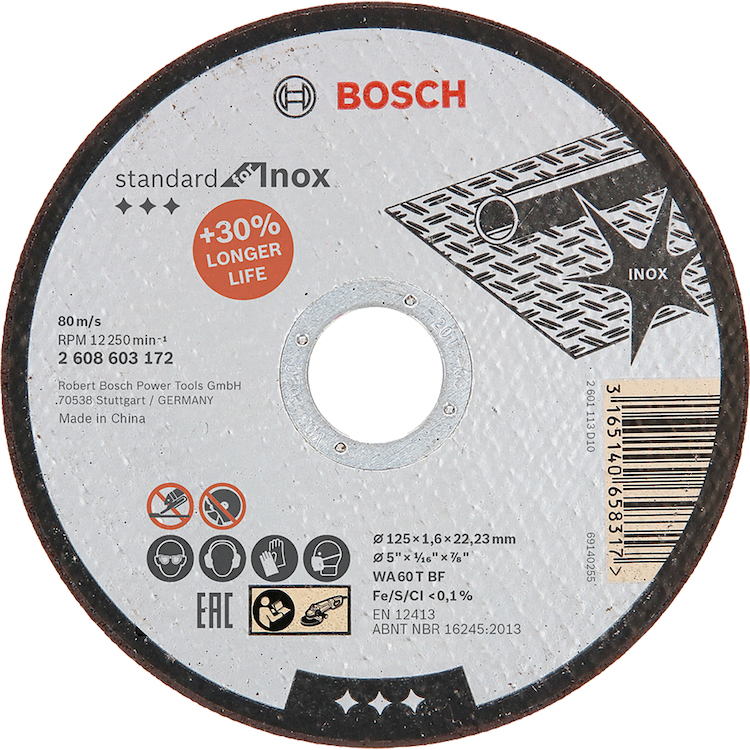 BOSCH
standard for Inox
+30%
LONGER
LIFE
INOX
80 m/s
RPM 12 250 min⁻¹
2 608 603 172
Robert Bosch Power Tools GmbH
70538 Stuttgart / GERMANY
Made in China
2 601 113 D10
3 165140 658317>
69140255
Ø 125 × 1,6 × 22,23 mm
Ø 5" × 1/16" × 7/8"
WA 60 T BF
Fe/S/Cl <0,1%
EN 12413
ABNT NBR 16245:2013
EAC